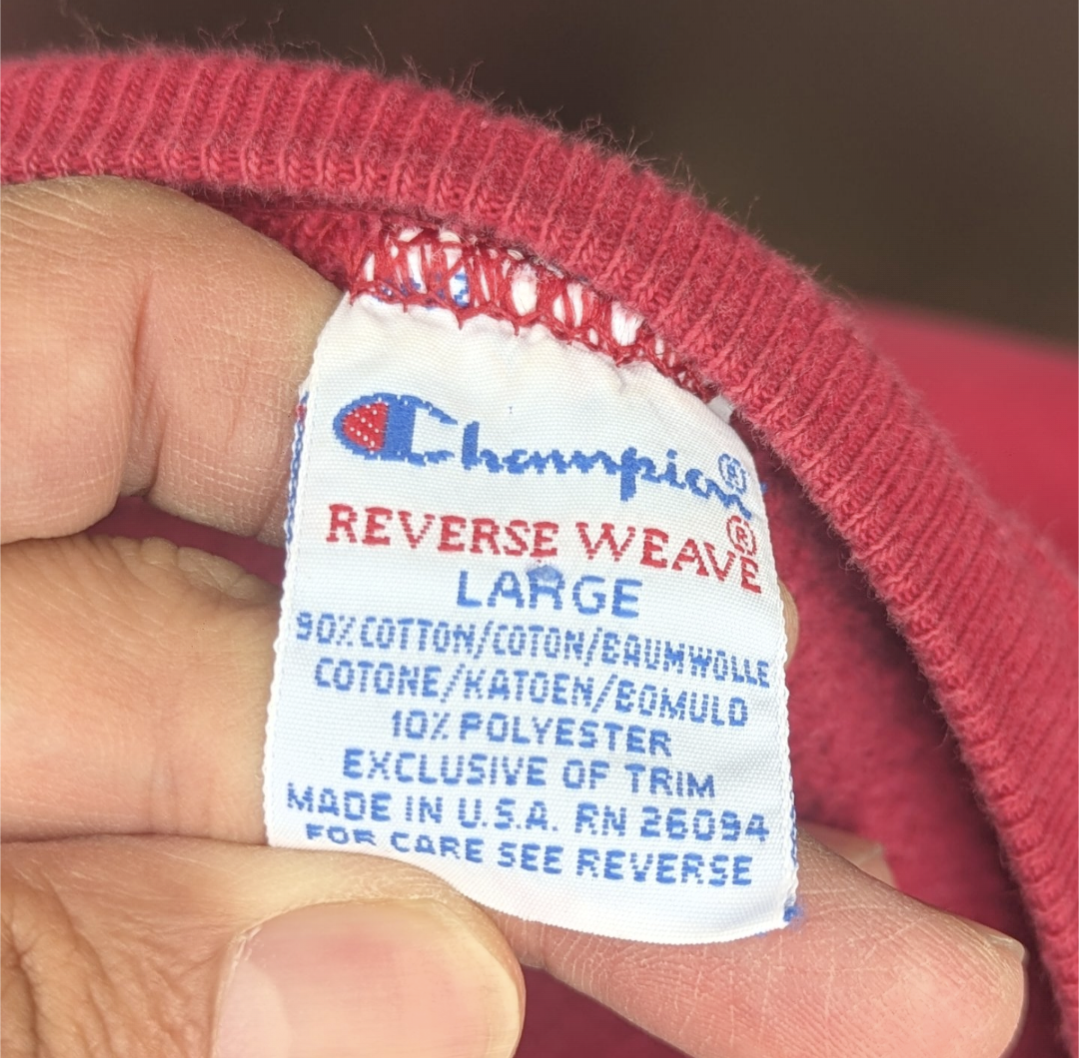 Champion®
REVERSE WEAVE®
LARGE
90% COTTON/COTON/BAUMWOLLE
COTONE/KATOEN/BOMULD
10% POLYESTER
EXCLUSIVE OF TRIM
MADE IN U.S.A. RN 26094
FOR CARE SEE REVERSE